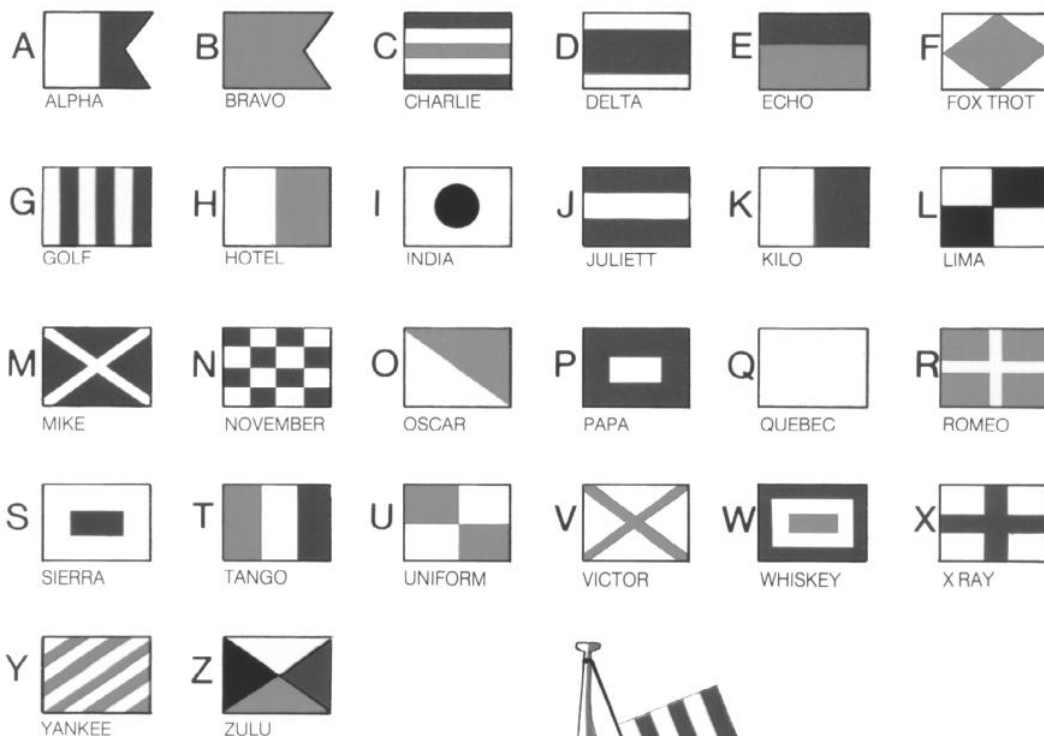 A B C D E F
ALPHA BRAVO CHARLIE DELTA ECHO FOX TROT
G H I J K L
GOLF HOTEL INDIA JULIETT KILO LIMA
M N O P Q R
MIKE NOVEMBER OSCAR PAPA QUEBEC ROMEO
S T U V W X
SIERRA TANGO UNIFORM VICTOR WHISKEY X RAY
Y Z
YANKEE ZULU